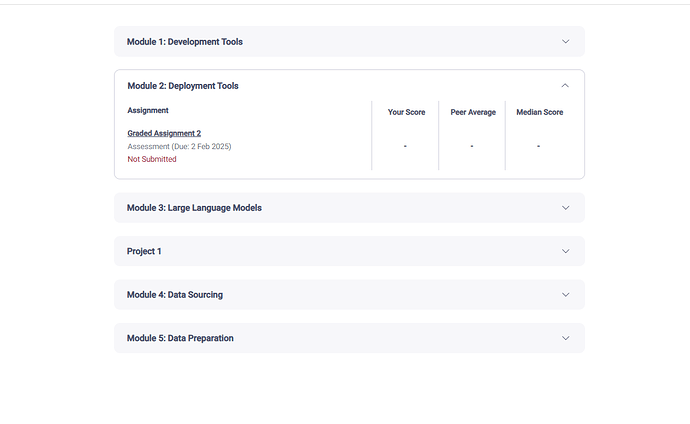 Module 1: Development Tools
Module 2: Deployment Tools
Assignment
Your Score
Peer Average
Median Score
Graded Assignment 2
Assessment (Due: 2 Feb 2025)
Not Submitted
-
-
-
Module 3: Large Language Models
Project 1
Module 4: Data Sourcing
Module 5: Data Preparation